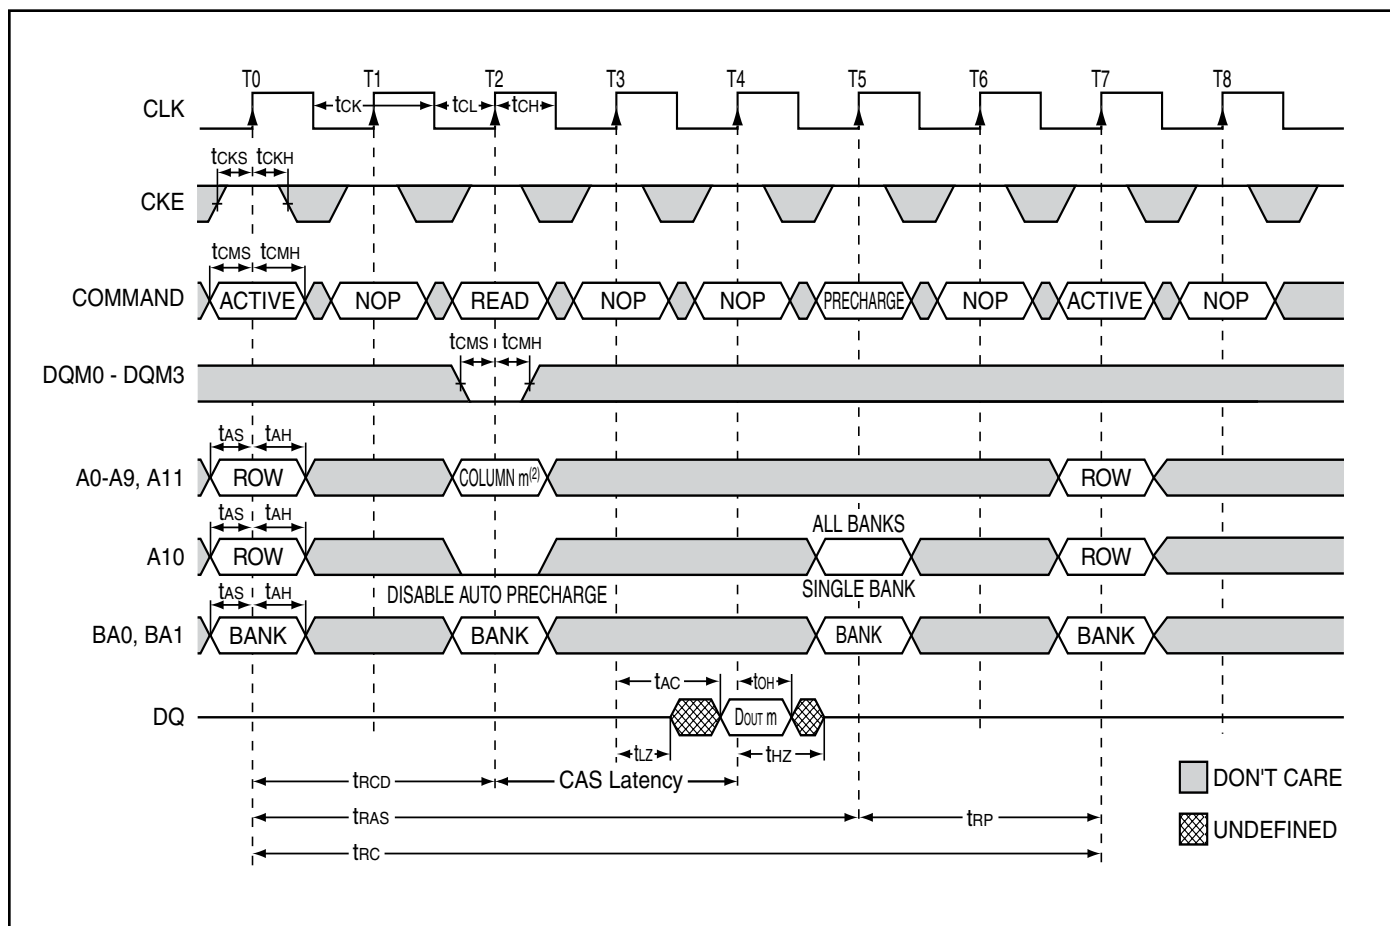 T0 T1 T2 T3 T4 T5 T6 T7 T8
CLK tCK tCL tCH
tCKS tCKH
CKE
tCMS tCMH
COMMAND ACTIVE NOP READ NOP NOP PRECHARGE NOP ACTIVE NOP
tCMS tCMH
DQM0 - DQM3
tAS tAH
A0-A9, A11 ROW COLUMN m(2) ROW
tAS tAH ALL BANKS
A10 ROW ROW
DISABLE AUTO PRECHARGE SINGLE BANK
tAS tAH
BA0, BA1 BANK BANK BANK BANK
tAC tOH
DQ DOUT m
tLZ tHZ
tRCD CAS Latency
DON'T CARE
tRAS tRP
UNDEFINED
tRC